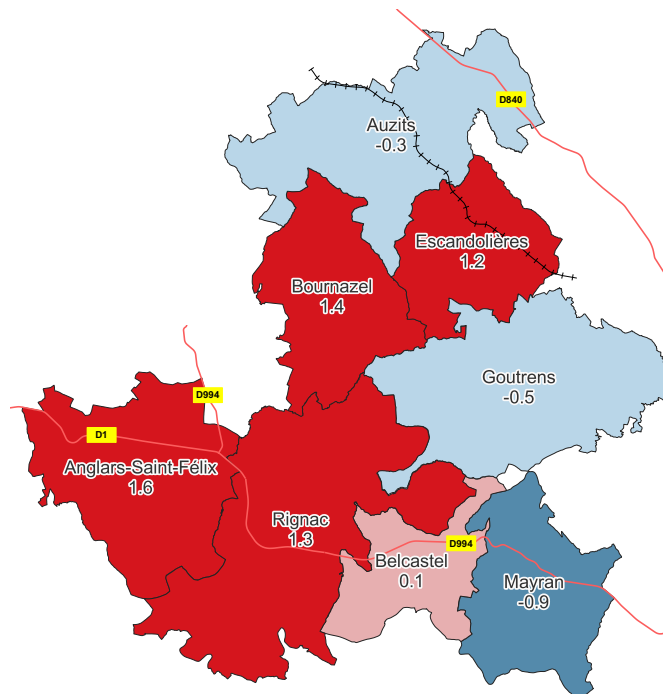 D840
Auzits
-0.3
Escandolières
1.2
Bournazel
1.4
Goutrens
-0.5
D994
D1
Anglars-Saint-Félix
1.6
Rignac
1.3
D994
Belcastel
0.1
Mayran
-0.9